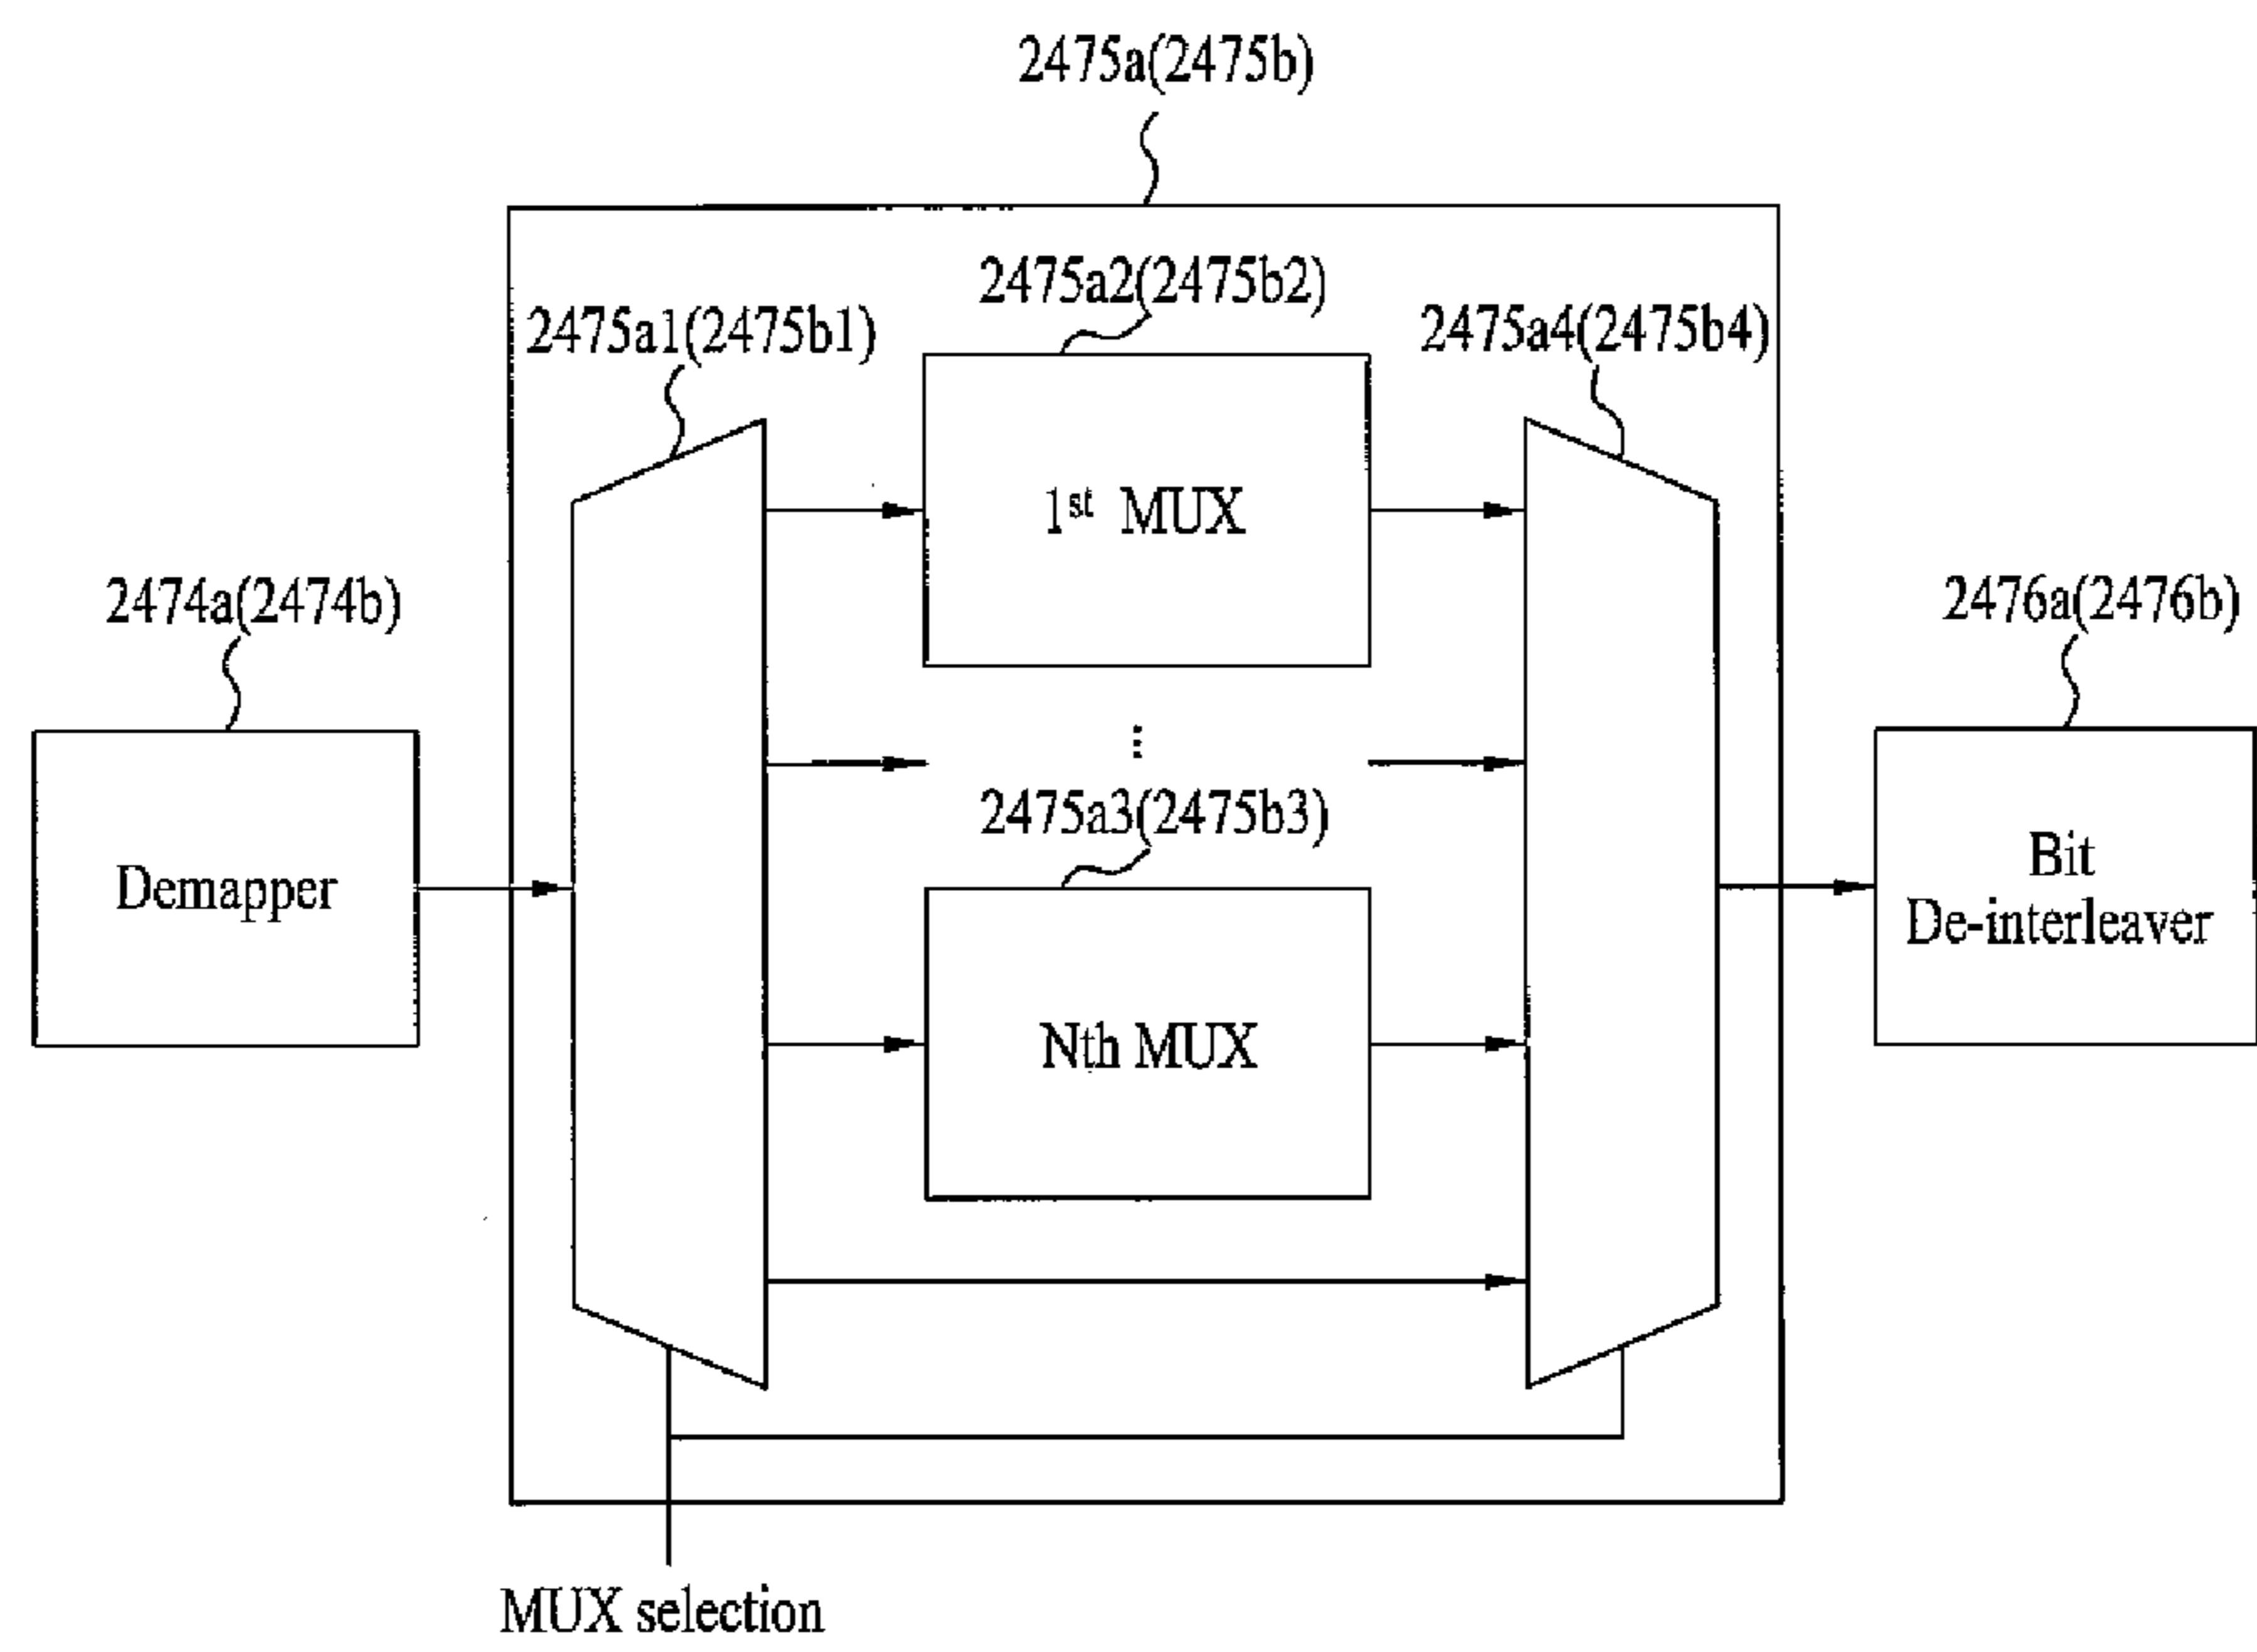 2475a(2475b)
2475a2(2475b2)
2475a1(2475b1)
2475a4(2475b4)
1st MUX
2474a(2474b)
2476a(2476b)
⋮
2475a3(2475b3)
Demapper
Bit
De-interleaver
Nth MUX
MUX selection